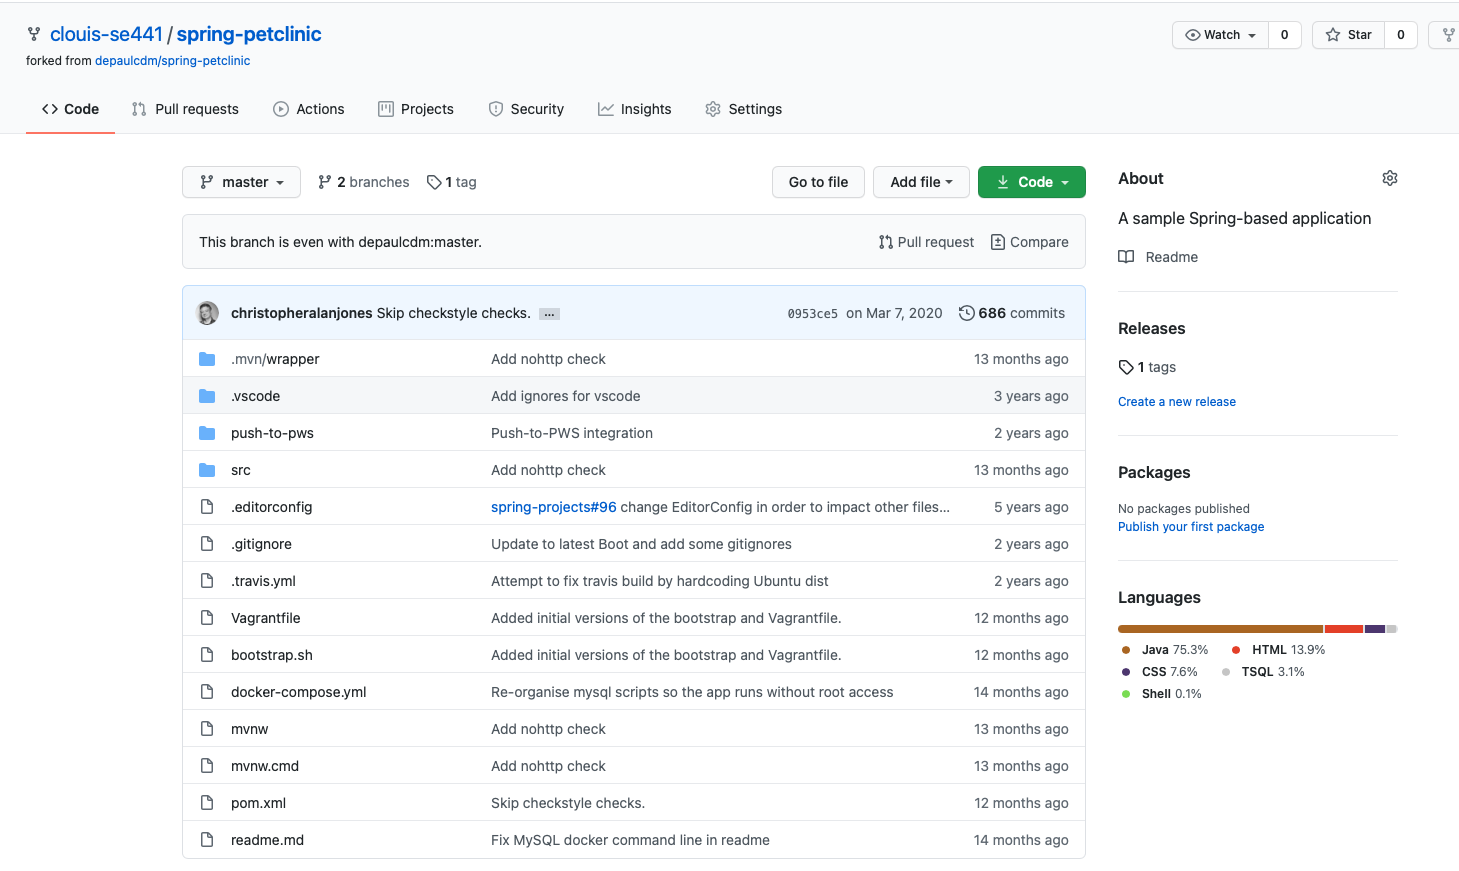 clouis-se441 / spring-petclinic
Watch 0 Star 0
forked from depaulcdm/spring-petclinic
Code Pull requests Actions Projects Security Insights Settings
master 2 branches 1 tag Go to file Add file Code
This branch is even with depaulcdm:master. Pull request Compare
christopheralanjones Skip checkstyle checks. ... 0953ce5 on Mar 7, 2020 686 commits
.mvn/wrapper Add nohttp check 13 months ago
.vscode Add ignores for vscode 3 years ago
push-to-pws Push-to-PWS integration 2 years ago
src Add nohttp check 13 months ago
.editorconfig spring-projects#96 change EditorConfig in order to impact other files... 5 years ago
.gitignore Update to latest Boot and add some gitignores 2 years ago
.travis.yml Attempt to fix travis build by hardcoding Ubuntu dist 2 years ago
Vagrantfile Added initial versions of the bootstrap and Vagrantfile. 12 months ago
bootstrap.sh Added initial versions of the bootstrap and Vagrantfile. 12 months ago
docker-compose.yml Re-organise mysql scripts so the app runs without root access 14 months ago
mvnw Add nohttp check 13 months ago
mvnw.cmd Add nohttp check 13 months ago
pom.xml Skip checkstyle checks. 12 months ago
readme.md Fix MySQL docker command line in readme 14 months ago
About
A sample Spring-based application
Readme
Releases
1 tags
Create a new release
Packages
No packages published
Publish your first package
Languages
Java 75.3% HTML 13.9%
CSS 7.6% TSQL 3.1%
Shell 0.1%